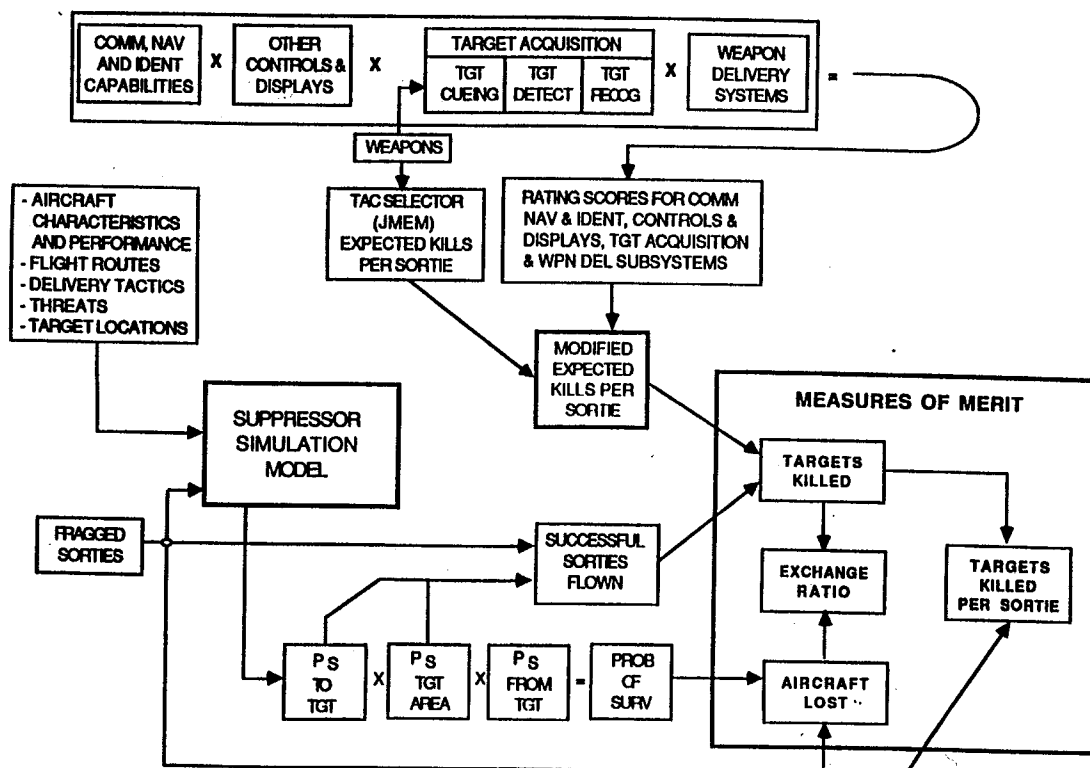 COMM, NAV
AND IDENT
CAPABILITIES
X
OTHER
CONTROLS &
DISPLAYS
X
TARGET ACQUISITION
TGT
CUEING
TGT
DETECT
TGT
RECOG
X
WEAPON
DELIVERY
SYSTEMS
=
WEAPONS
- AIRCRAFT
CHARACTERISTICS
AND PERFORMANCE
- FLIGHT ROUTES
- DELIVERY TACTICS
- THREATS
- TARGET LOCATIONS
TAC SELECTOR
(JMEM)
EXPECTED KILLS
PER SORTIE
RATING SCORES FOR COMM
NAV & IDENT, CONTROLS &
DISPLAYS, TGT ACQUISITION
& WPN DEL SUBSYSTEMS
MODIFIED
EXPECTED
KILLS PER
SORTIE
SUPPRESSOR
SIMULATION
MODEL
MEASURES OF MERIT
TARGETS
KILLED
FRAGGED
SORTIES
SUCCESSFUL
SORTIES
FLOWN
EXCHANGE
RATIO
TARGETS
KILLED
PER SORTIE
PS
TO
TGT
X
PS
TGT
AREA
X
PS
FROM
TGT
=
PROB
OF
SURV
AIRCRAFT
LOST